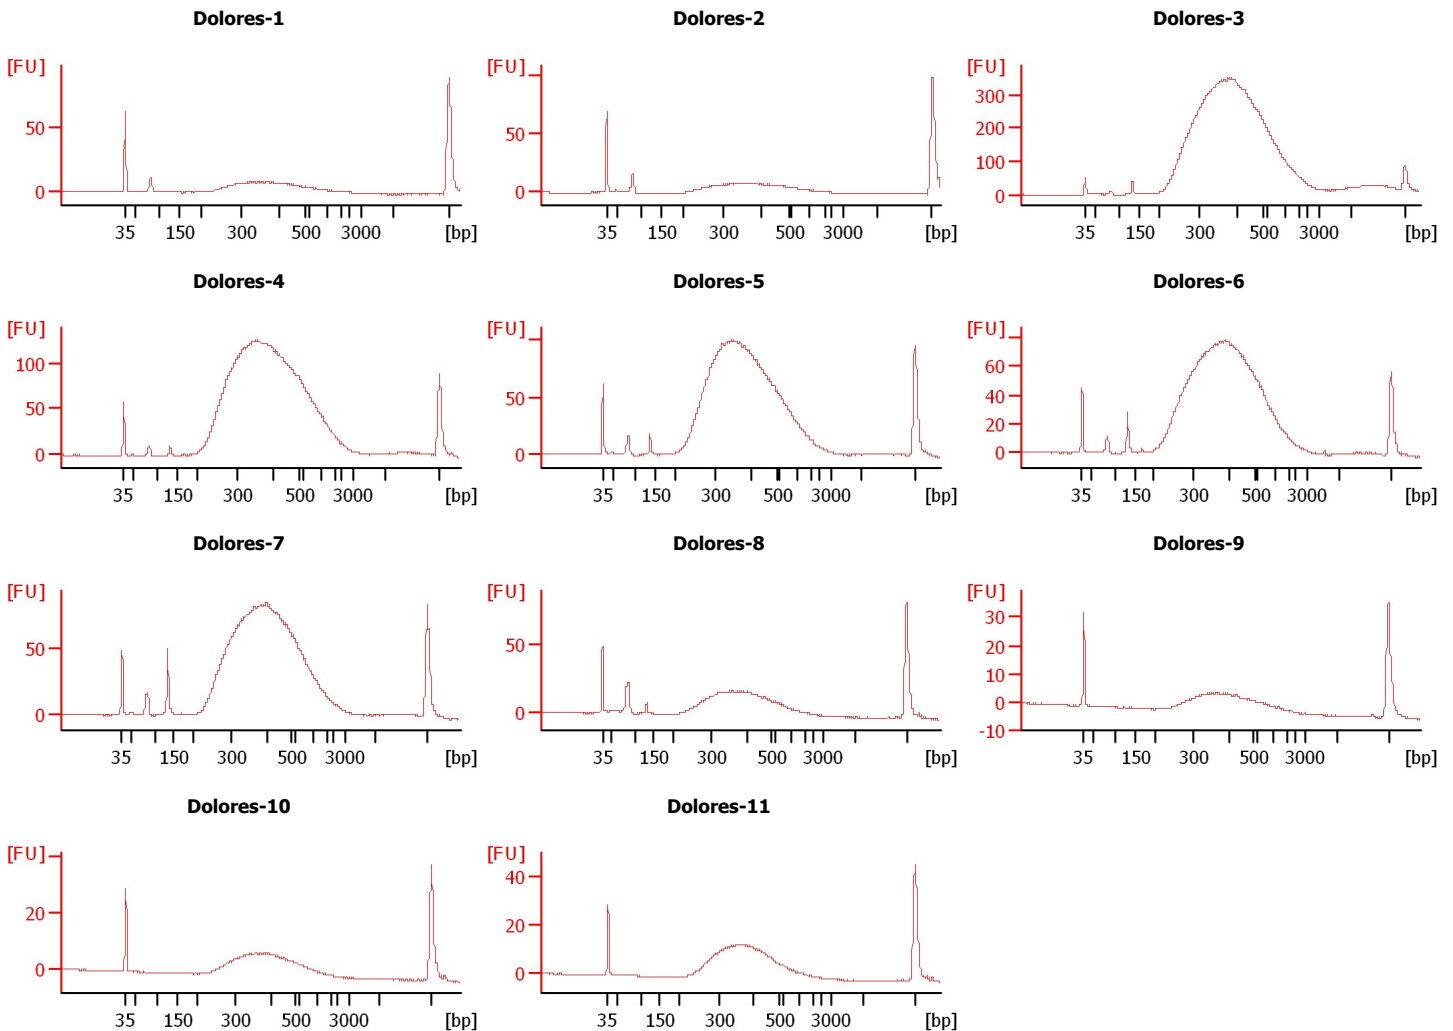 Dolores-1 Dolores-2 Dolores-3
[FU] [FU] [FU]
50 0 50 0 300 200 100 0
35 150 300 500 3000 [bp] 35 150 300 500 3000 [bp] 35 150 300 500 3000 [bp]
Dolores-4 Dolores-5 Dolores-6
[FU] [FU] [FU]
100 50 0 50 0 60 40 20 0
35 150 300 500 3000 [bp] 35 150 300 500 3000 [bp] 35 150 300 500 3000 [bp]
Dolores-7 Dolores-8 Dolores-9
[FU] [FU] [FU]
50 0 50 0 30 20 10 0 -10
35 150 300 500 3000 [bp] 35 150 300 500 3000 [bp] 35 150 300 500 3000 [bp]
Dolores-10 Dolores-11
[FU] [FU]
20 0 40 20 0
35 150 300 500 3000 [bp] 35 150 300 500 3000 [bp]